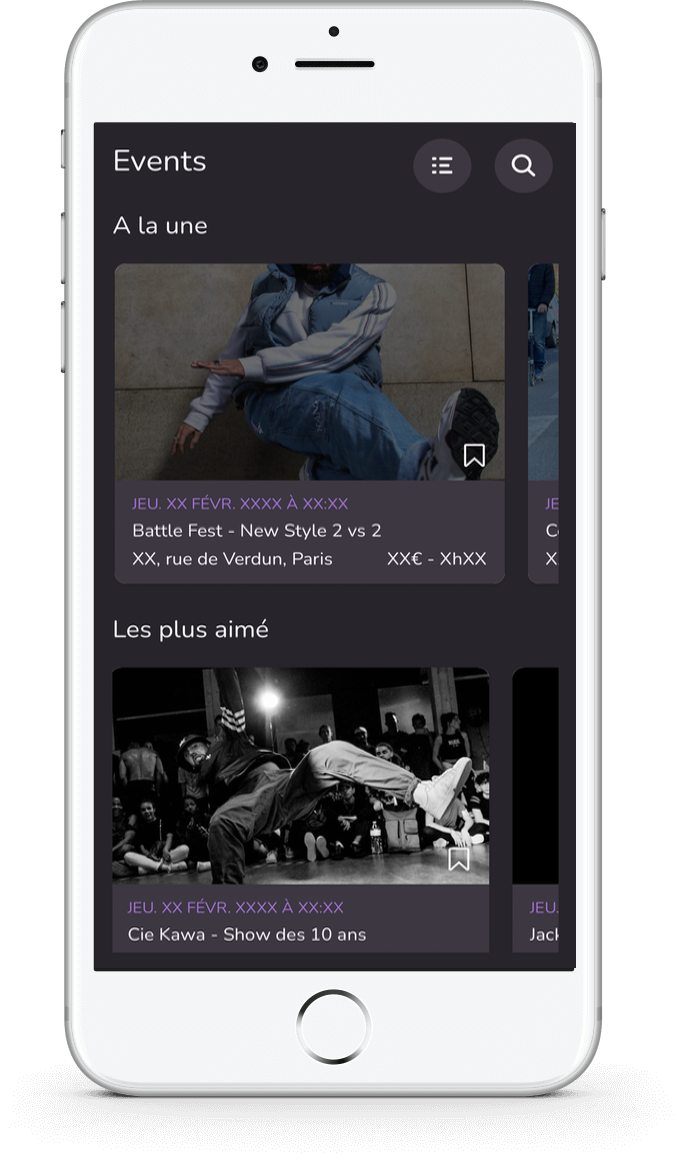 Events
A la une
JEU. XX FÉVR. XXXX À XX:XX
Battle Fest - New Style 2 vs 2
XX, rue de Verdun, Paris XX€ - XhXX
Les plus aimé
JEU. XX FÉVR. XXXX À XX:XX
Cie Kawa - Show des 10 ans
JEU.